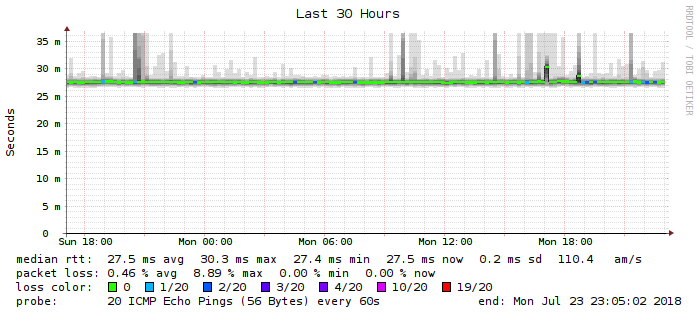 Last 30 Hours
RRDTOOL / TOBI OETIKER
Seconds
35 m
30 m
25 m
20 m
15 m
10 m
5 m
0
Sun 18:00 Mon 00:00 Mon 06:00 Mon 12:00 Mon 18:00
median rtt: 27.5 ms avg 30.3 ms max 27.4 ms min 27.5 ms now 0.2 ms sd 110.4 am/s
packet loss: 0.46 % avg 8.89 % max 0.00 % min 0.00 % now
loss color: 0 1/20 2/20 3/20 4/20 10/20 19/20
probe: 20 ICMP Echo Pings (56 Bytes) every 60s end: Mon Jul 23 23:05:02 2018